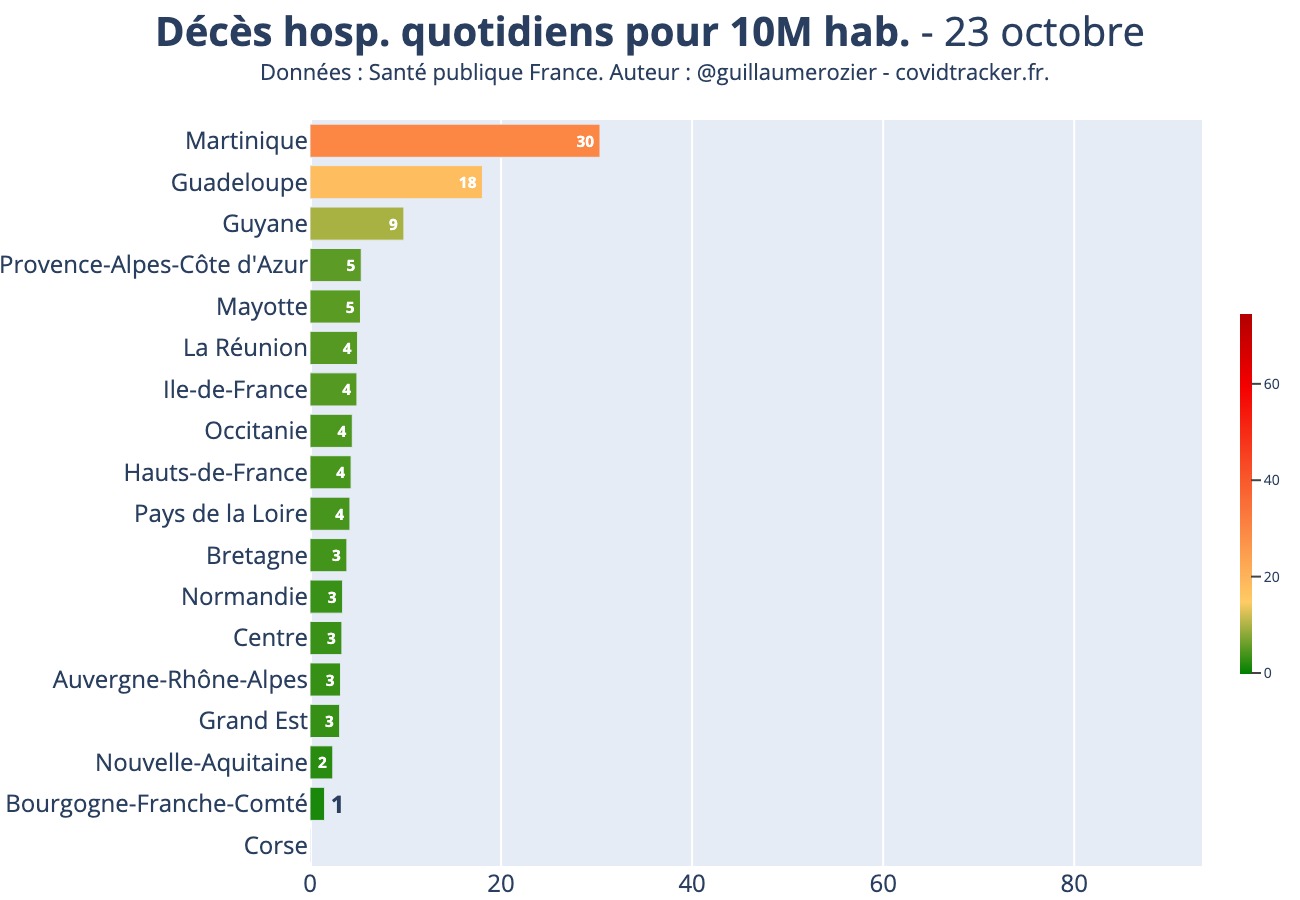 Décès hosp. quotidiens pour 10M hab. - 23 octobre
Données : Santé publique France. Auteur : @guillaumerozier - covidtracker.fr.
Martinique 30
Guadeloupe 18
Guyane 9
Provence-Alpes-Côte d'Azur 5
Mayotte 5
La Réunion 4
Ile-de-France 4
Occitanie 4
Hauts-de-France 4
Pays de la Loire 4
Bretagne 3
Normandie 3
Centre 3
Auvergne-Rhône-Alpes 3
Grand Est 3
Nouvelle-Aquitaine 2
Bourgogne-Franche-Comté 1
Corse
0 20 40 60 80
60
40
20
0